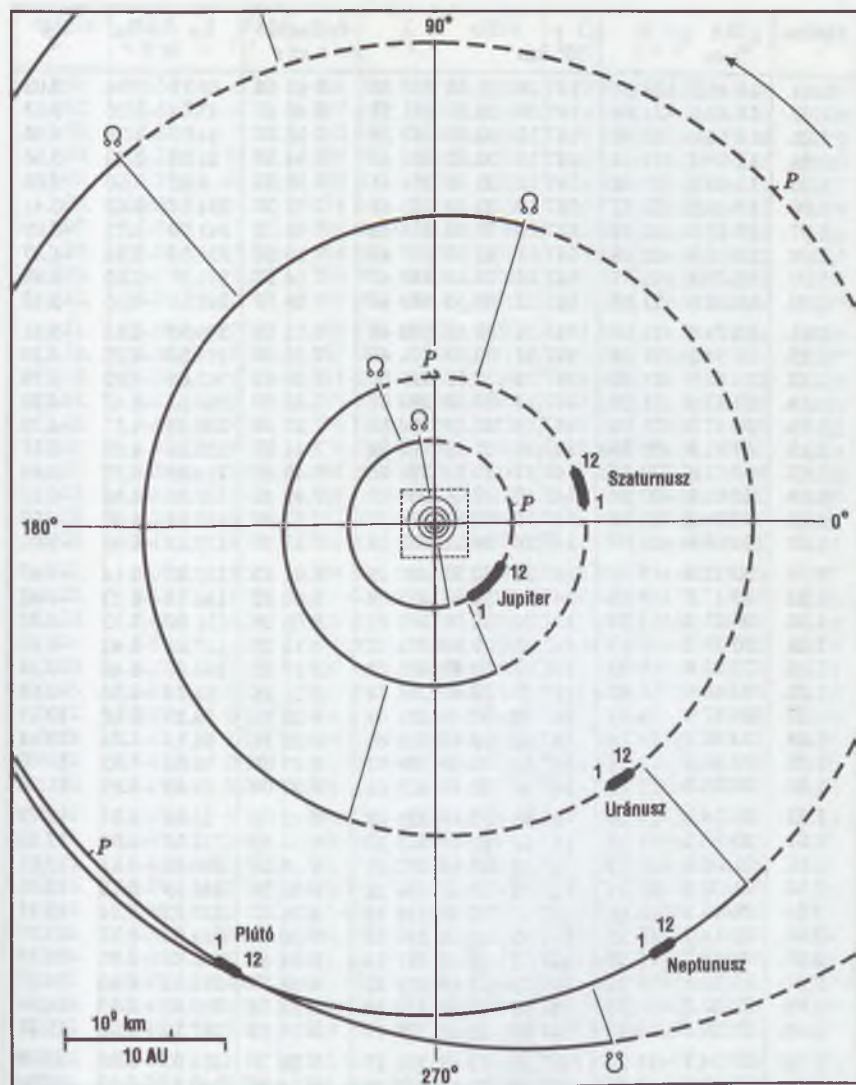 90°
P
☊
☊
P
☊
☊
12
Szaturnusz
1
180°
P
0°
12
1
Jupiter
12
1
Uránusz
P
1
Plútó
12
12
1
Neptunusz
10⁹ km
10 AU
☋
270°